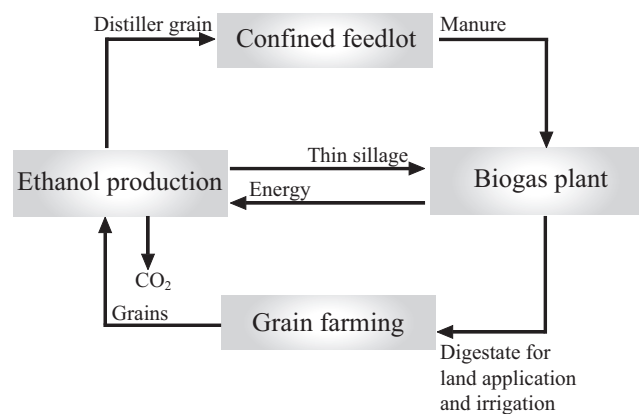 Distiller grain
Confined feedlot
Manure
Ethanol production
Thin sillage
Energy
Biogas plant
CO₂
Grains
Grain farming
Digestate for
land application
and irrigation